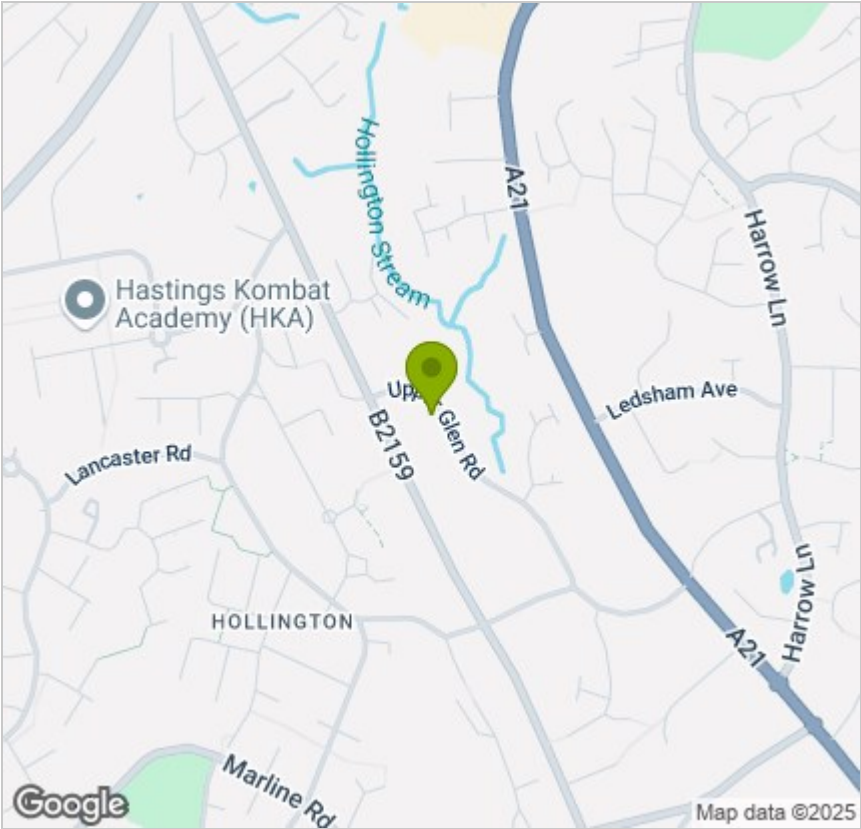 Hollington Stream
A21
Harrow Ln
Hastings Kombat
Academy (HKA)
Glen Rd
B2159
Ledsham Ave
Lancaster Rd
Harrow Ln
HOLLINGTON
A21
Marline Rd
Google
Map data ©2025